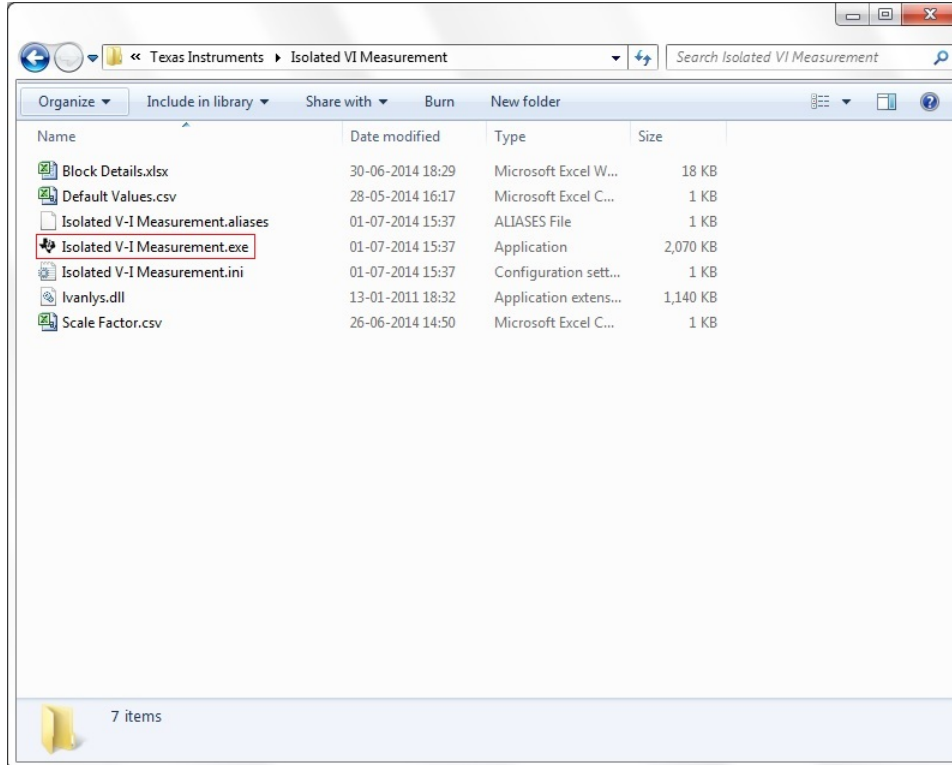 « Texas Instruments ▸ Isolated VI Measurement Search Isolated VI Measurement
Organize Include in library Share with Burn New folder
Name Date modified Type Size
Block Details.xlsx 30-06-2014 18:29 Microsoft Excel W... 18 KB
Default Values.csv 28-05-2014 16:17 Microsoft Excel C... 1 KB
Isolated V-I Measurement.aliases 01-07-2014 15:37 ALIASES File 1 KB
Isolated V-I Measurement.exe 01-07-2014 15:37 Application 2,070 KB
Isolated V-I Measurement.ini 01-07-2014 15:37 Configuration sett... 1 KB
lvanlys.dll 13-01-2011 18:32 Application extens... 1,140 KB
Scale Factor.csv 26-06-2014 14:50 Microsoft Excel C... 1 KB
7 items